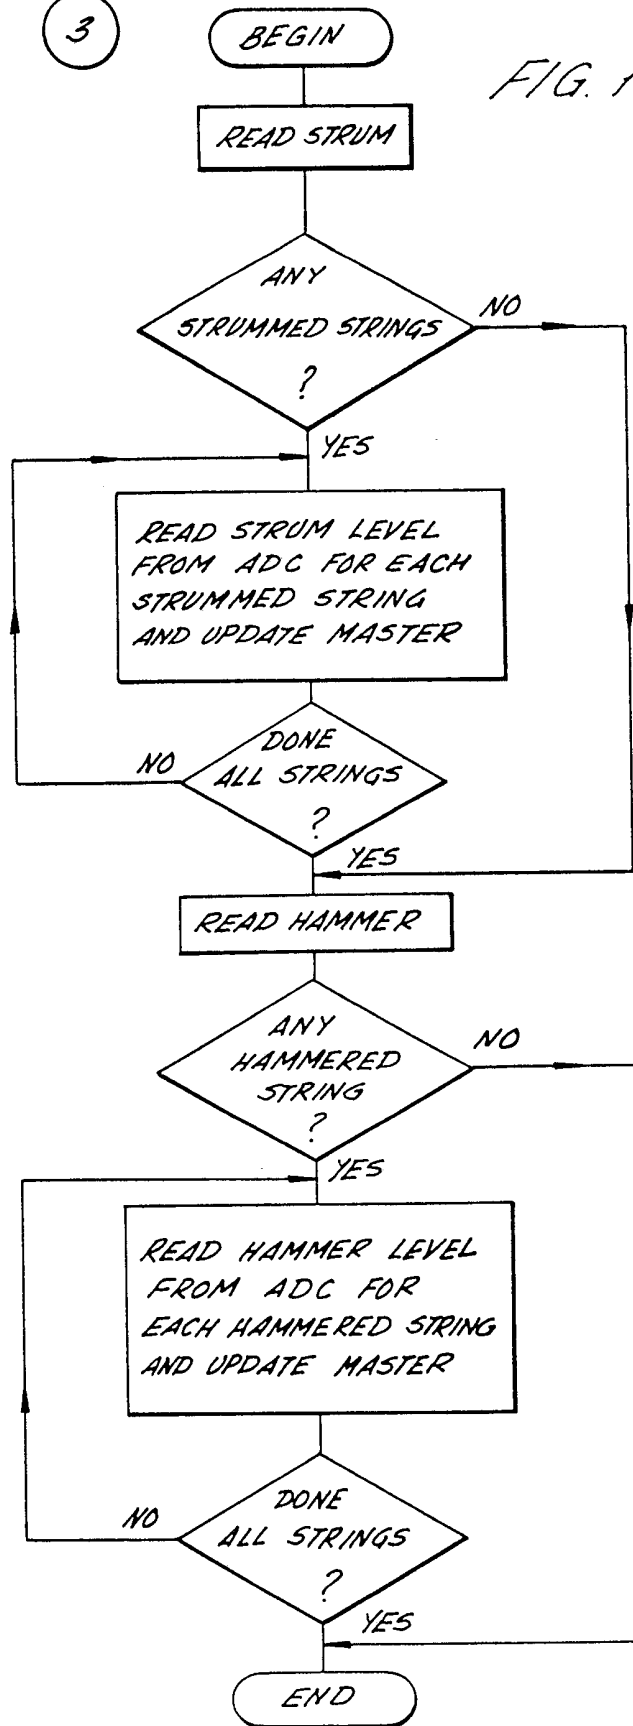 3
BEGIN
FIG. 1
READ STRUM
ANY
STRUMMED STRINGS
?
NO
YES
READ STRUM LEVEL
FROM ADC FOR EACH
STRUMMED STRING
AND UPDATE MASTER
NO
DONE
ALL STRINGS
?
YES
READ HAMMER
ANY
HAMMERED
STRING
?
NO
YES
READ HAMMER LEVEL
FROM ADC FOR
EACH HAMMERED STRING
AND UPDATE MASTER
NO
DONE
ALL STRINGS
?
YES
END